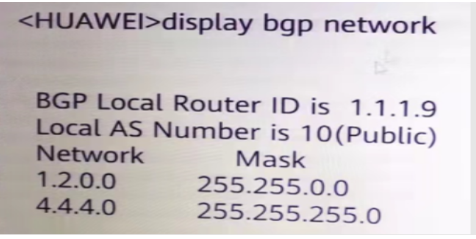 <HUAWEI>display bgp network
BGP Local Router ID is 1.1.1.9
Local AS Number is 10(Public)
Network Mask
1.2.0.0 255.255.0.0
4.4.4.0 255.255.255.0